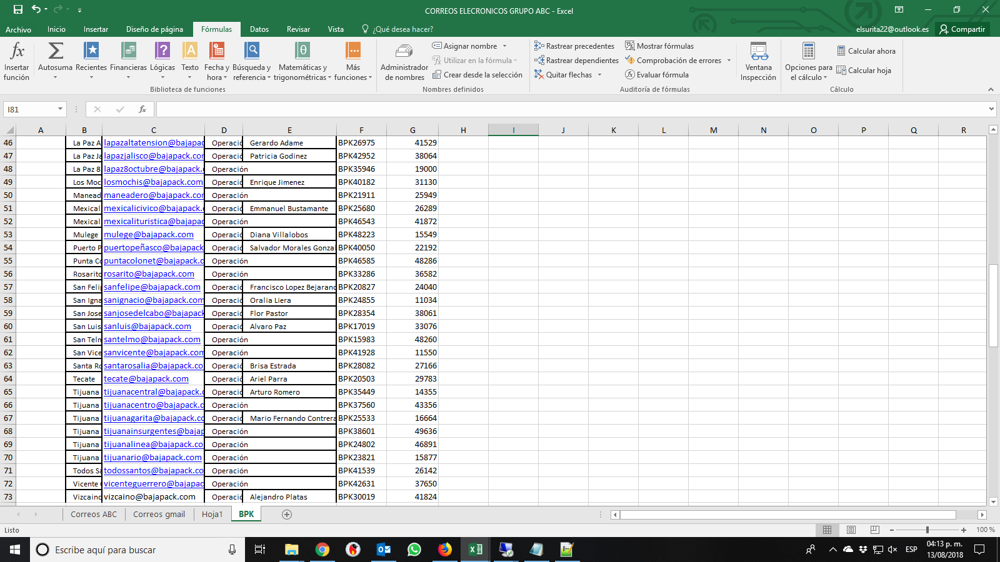 CORREOS ELECRONICOS GRUPO ABC - Excel
Archivo Inicio Insertar Diseño de página Fórmulas Datos Revisar Vista ¿Qué desea hacer? elsurita22@outlook.es Compartir
Insertar función
Autosuma
Recientes
Financieras
Lógicas
Texto
Fecha y hora
Búsqueda y referencia
Matemáticas y trigonométricas
Más funciones
Biblioteca de funciones
Administrador de nombres
Asignar nombre
Utilizar en la fórmula
Crear desde la selección
Nombres definidos
Rastrear precedentes
Rastrear dependientes
Quitar flechas
Mostrar fórmulas
Comprobación de errores
Evaluar fórmula
Auditoría de fórmulas
Ventana Inspección
Opciones para el cálculo
Calcular ahora
Calcular hoja
Cálculo
I81 fx
A B C D E F G H I J K L M N O P Q R
46 La Paz A lapazaltatension@bajapac Operació Gerardo Adame BPK26975 41529
47 La Paz Ja lapazjalisco@bajapack.cor Operació Patricia Godinez BPK42952 38064
48 La Paz 8 lapaz8octubre@bajapack. Operación BPK35946 19000
49 Los Moc losmochis@bajapack.com Operació Enrique Jimenez BPK40182 31130
50 Manead maneadero@bajapack.cor Operación BPK21911 25949
51 Mexical mexicalicivico@bajapack. Operació Emmanuel Bustamante BPK25680 26289
52 Mexical mexicalituristica@bajapac Operación BPK46543 41872
53 Mulege mulege@bajapack.com Operació Diana Villalobos BPK48223 15549
54 Puerto P puertopeñasco@bajapack Operació Salvador Morales Gonzal BPK40050 22192
55 Punta Co puntacolonet@bajapack.c Operación BPK46585 48286
56 Rosarito rosarito@bajapack.com Operación BPK33286 36582
57 San Felip sanfelipe@bajapack.com Operació Francisco Lopez Bejarano BPK20827 24040
58 San Igna sanignacio@bajapack.com Operació Oralia Liera BPK24855 11034
59 San Jose sanjosedelcabo@bajapack Operació Flor Pastor BPK28354 38061
60 San Luis sanluis@bajapack.com Operació Alvaro Paz BPK17019 33076
61 San Telm santelmo@bajapack.com Operación BPK15983 48260
62 San Vice sanvicente@bajapack.com Operación BPK41928 11550
63 Santa Ro santarosalia@bajapack.co Operació Brisa Estrada BPK28082 27166
64 Tecate tecate@bajapack.com Operació Ariel Parra BPK20503 29783
65 Tijuana tijuanacentral@bajapack.c Operació Arturo Romero BPK35449 14355
66 Tijuana tijuanacentro@bajapack.c Operación BPK37560 43356
67 Tijuana tijuanagarita@bajapack.cc Operació Mario Fernando Contrera BPK25533 16664
68 Tijuana tijuanainsurgentes@bajap Operación BPK38601 49636
69 Tijuana tijuanalinea@bajapack.co Operación BPK24802 46891
70 Tijuana tijuanario@bajapack.com Operación BPK23821 15877
71 Todos Sa todossantos@bajapack.co Operación BPK41539 26142
72 Vicente vicenteguerrero@bajapac Operación BPK42631 37650
73 Vizcaino vizcaino@bajapack.com Operació Alejandro Platas BPK30019 41824
Correos ABC Correos gmail Hoja1 BPK
Listo 100 %
Escribe aquí para buscar ESP 04:13 p. m.
13/08/2018